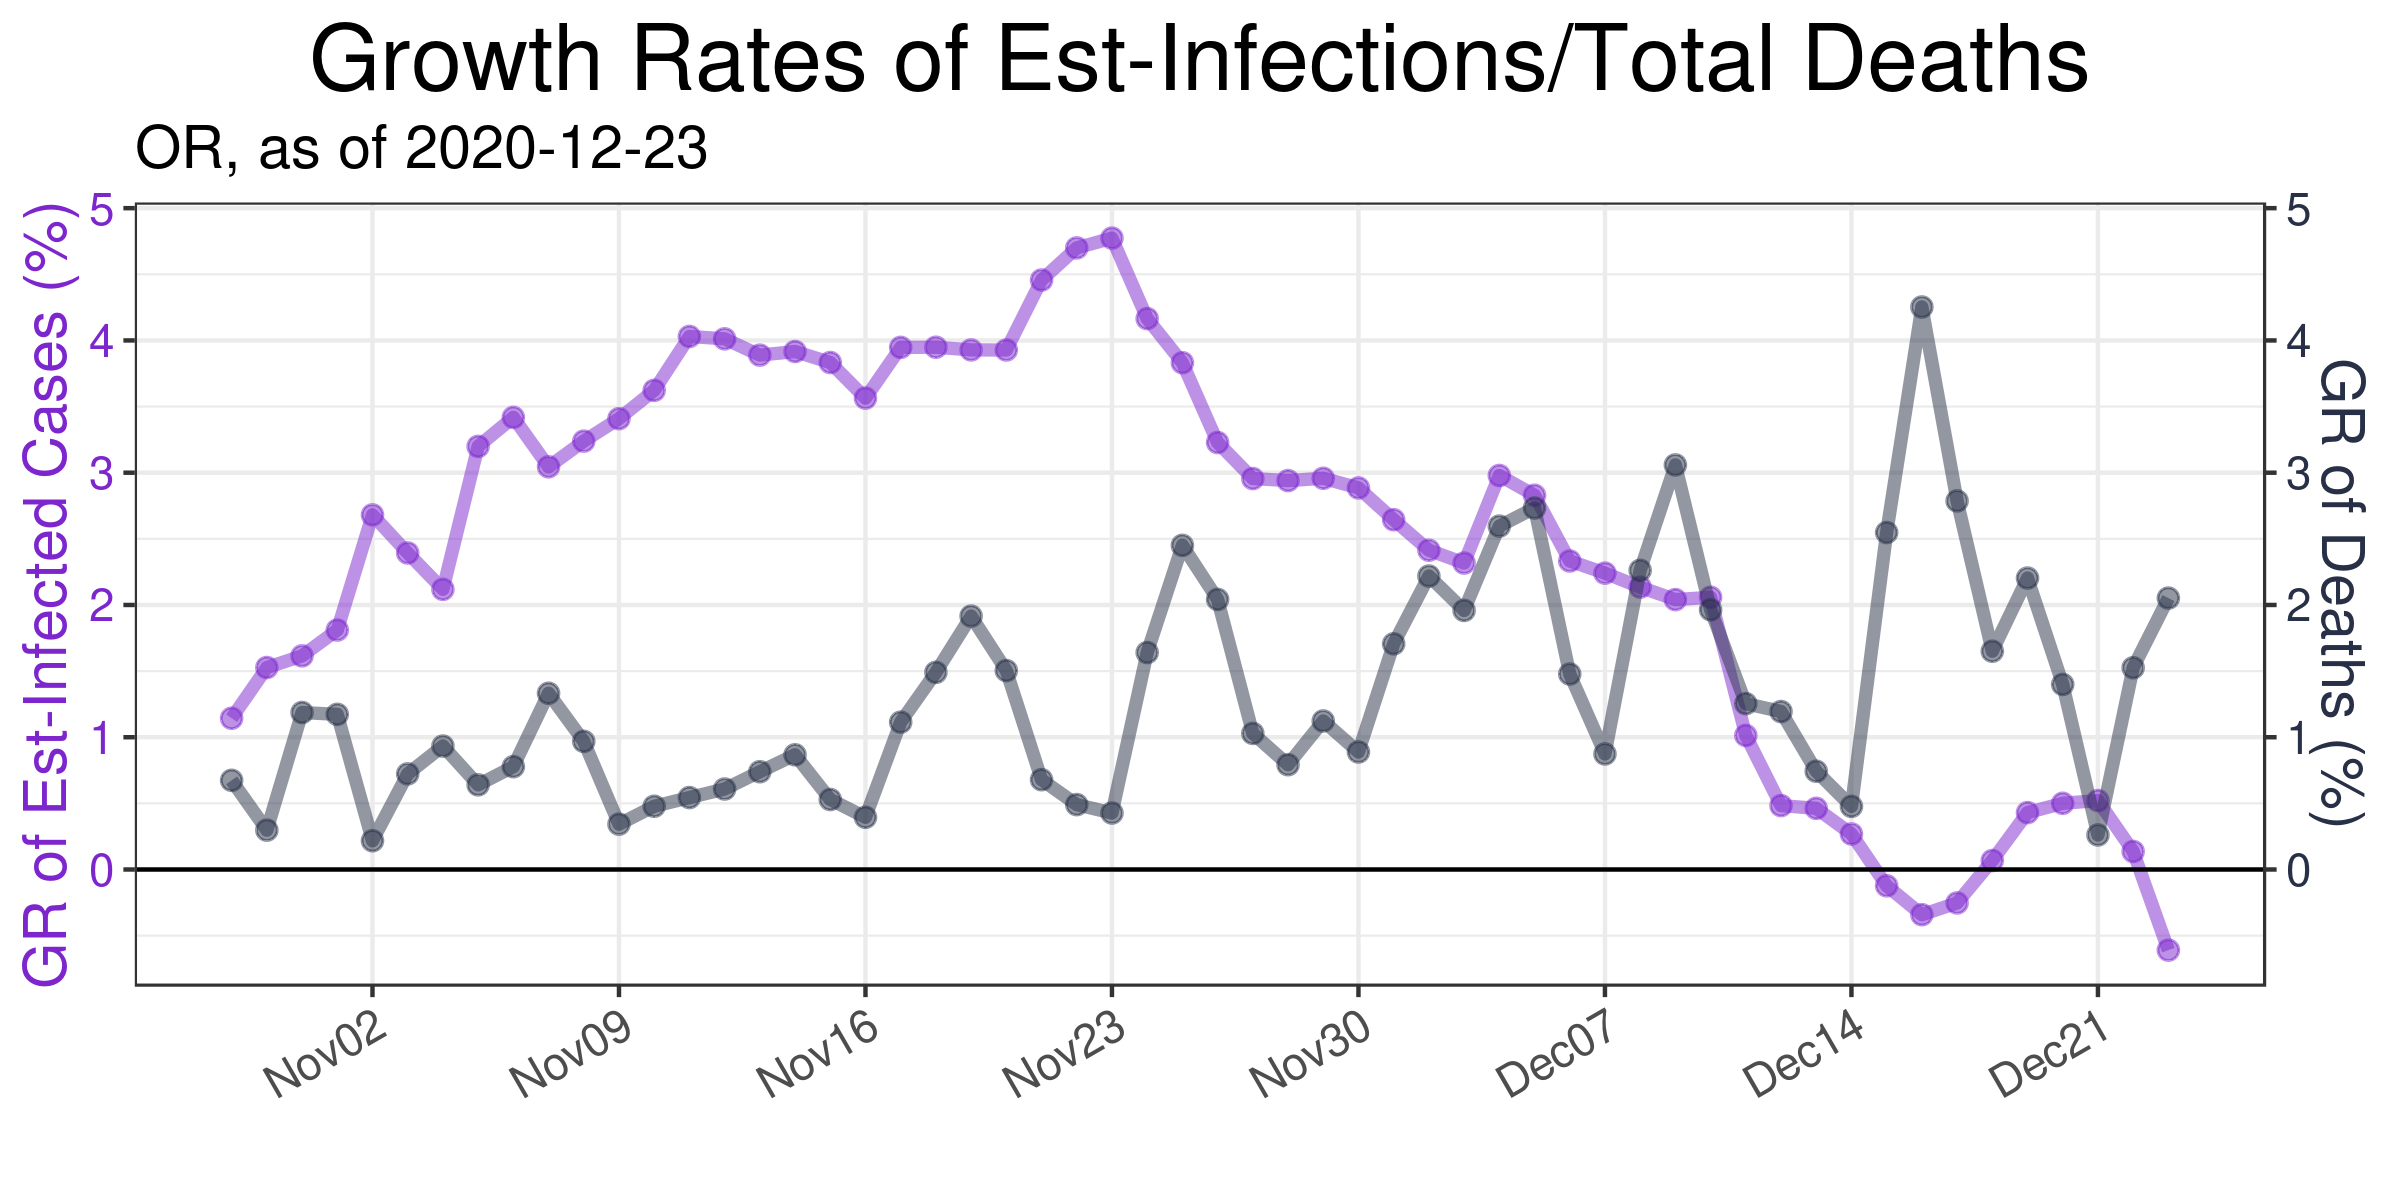 Growth Rates of Est-Infections/Total Deaths
OR, as of 2020-12-23
GR of Est-Infected Cases (%)
5
4
3
2
1
0
5
4
3
2
1
0
GR of Deaths (%)
Nov02
Nov09
Nov16
Nov23
Nov30
Dec07
Dec14
Dec21